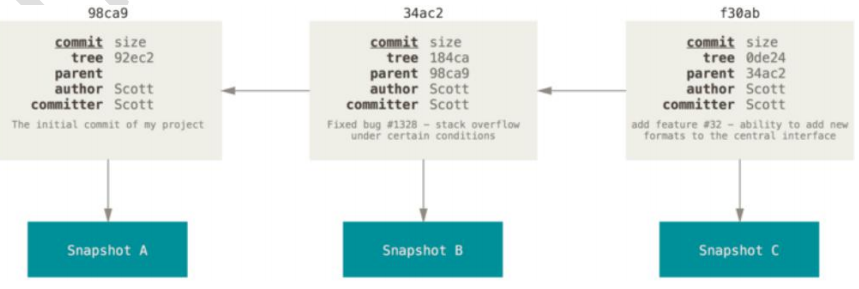 98ca9
commit size
tree 92ec2
parent
author Scott
committer Scott
The initial commit of my project
Snapshot A
34ac2
commit size
tree 184ca
parent 98ca9
author Scott
committer Scott
Fixed bug #1328 – stack overflow
under certain conditions
Snapshot B
f30ab
commit size
tree 0de24
parent 34ac2
author Scott
committer Scott
add feature #32 – ability to add new
formats to the central interface
Snapshot C